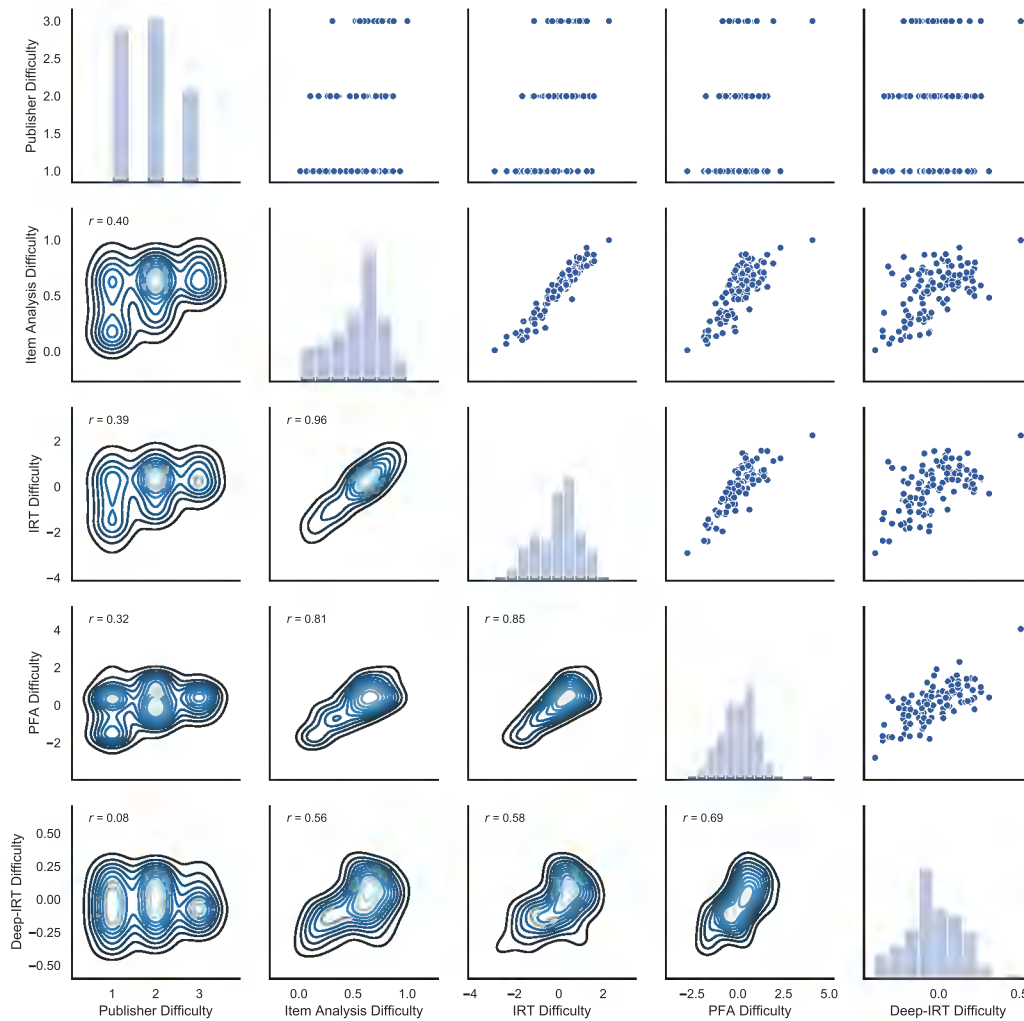 3.0
2.5
2.0
1.5
1.0
Publisher Difficulty
r = 0.40
1.0
0.5
0.0
Item Analysis Difficulty
r = 0.39
r = 0.96
2
0
−2
−4
IRT Difficulty
r = 0.32
r = 0.81
r = 0.85
4
2
0
−2
PFA Difficulty
r = 0.08
r = 0.56
r = 0.58
r = 0.69
0.50
0.25
0.00
−0.25
−0.50
Deep-IRT Difficulty
1 2 3 0.0 0.5 1.0 −4 −2 0 2 −2.5 0.0 2.5 5.0 0.0
Publisher Difficulty Item Analysis Difficulty IRT Difficulty PFA Difficulty Deep-IRT Difficulty